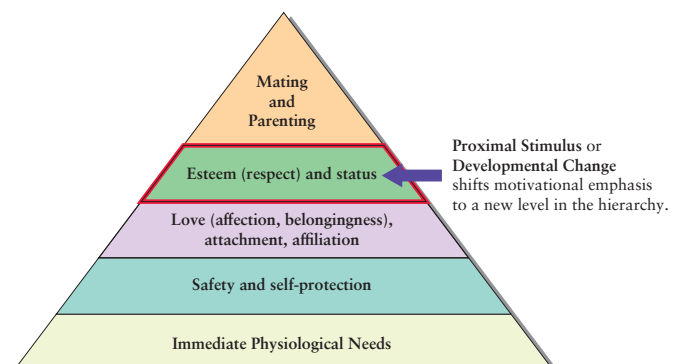 Mating
and
Parenting
Esteem (respect) and status
Proximal Stimulus or
Developmental Change
shifts motivational emphasis
to a new level in the hierarchy.
Love (affection, belongingness),
attachment, affiliation
Safety and self-protection
Immediate Physiological Needs